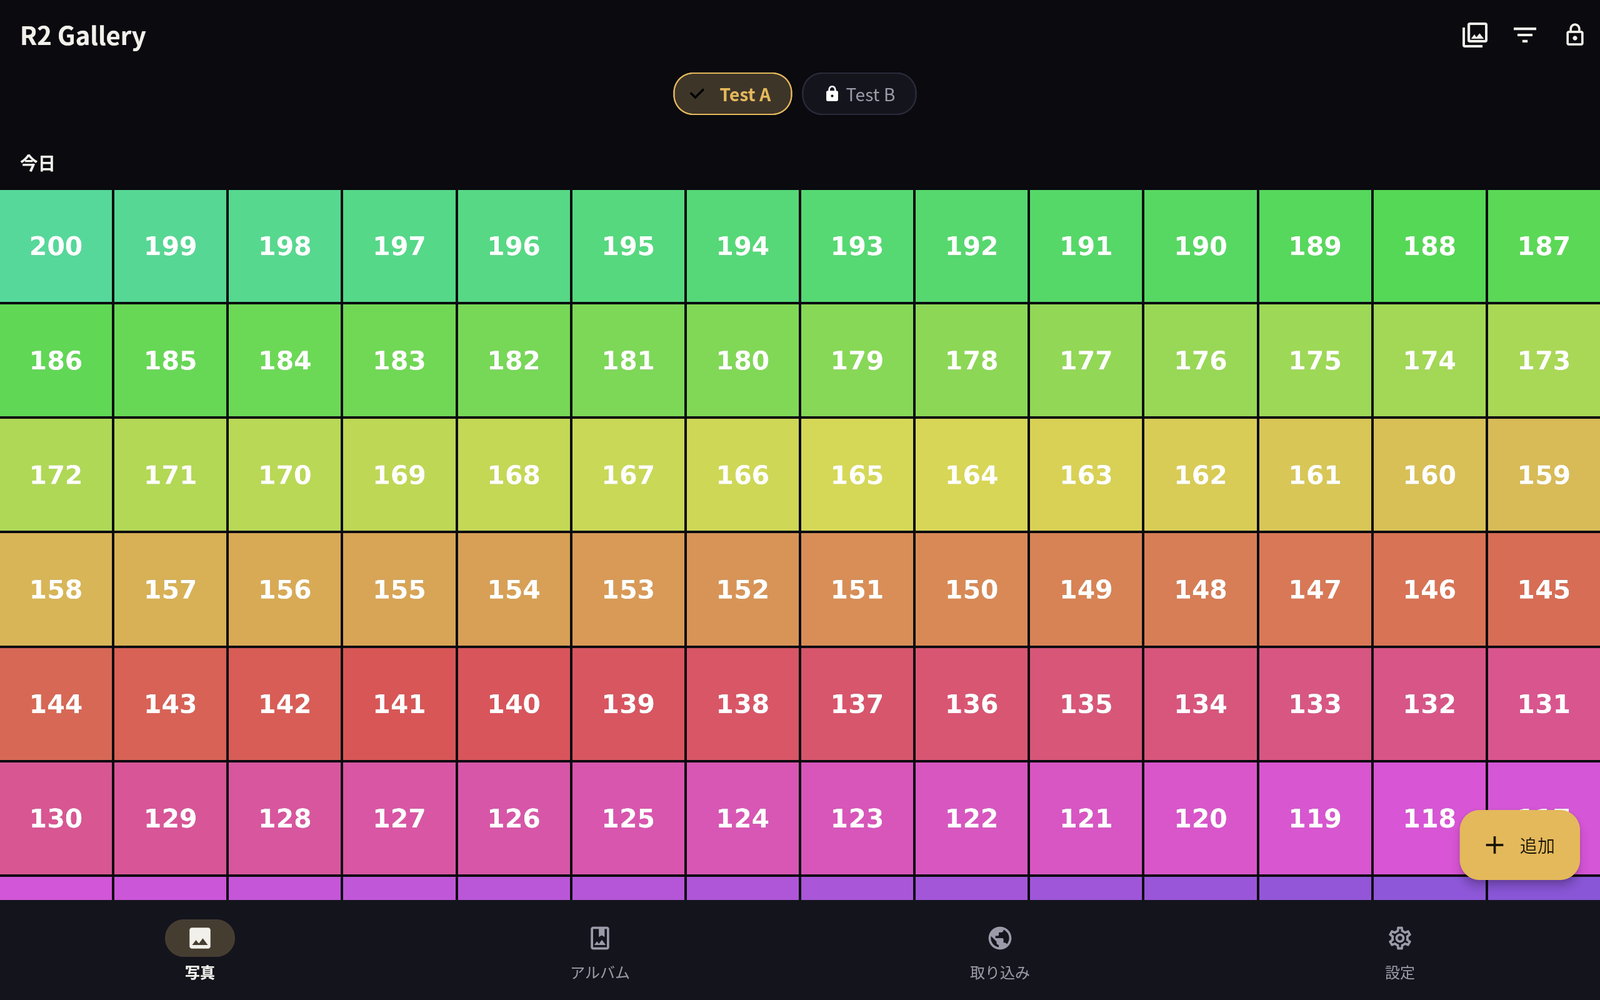 R2 Gallery
Test A Test B
今日
200 199 198 197 196 195 194 193 192 191 190 189 188 187
186 185 184 183 182 181 180 179 178 177 176 175 174 173
172 171 170 169 168 167 166 165 164 163 162 161 160 159
158 157 156 155 154 153 152 151 150 149 148 147 146 145
144 143 142 141 140 139 138 137 136 135 134 133 132 131
130 129 128 127 126 125 124 123 122 121 120 119 118
追加
写真 アルバム 取り込み 設定